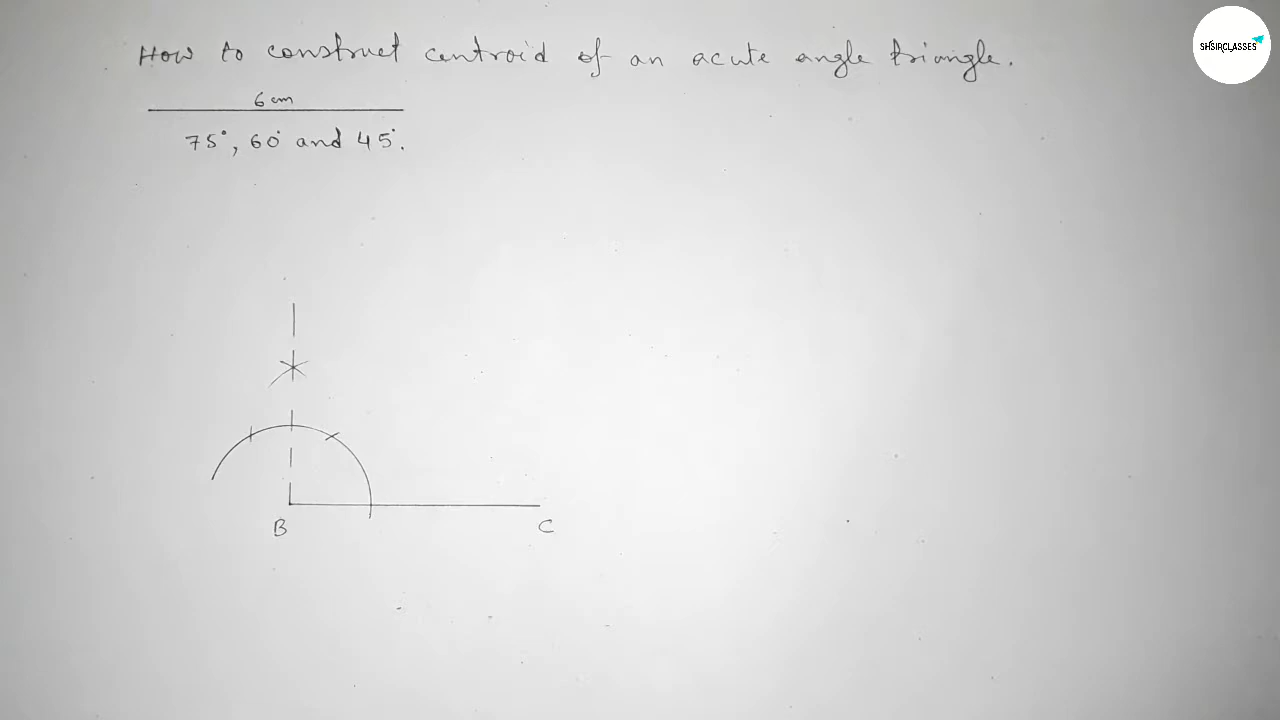 How to construct centroid of an acute angle triangle.
SHSIRCLASSES
6 cm
75°, 60° and 45°.
B
C